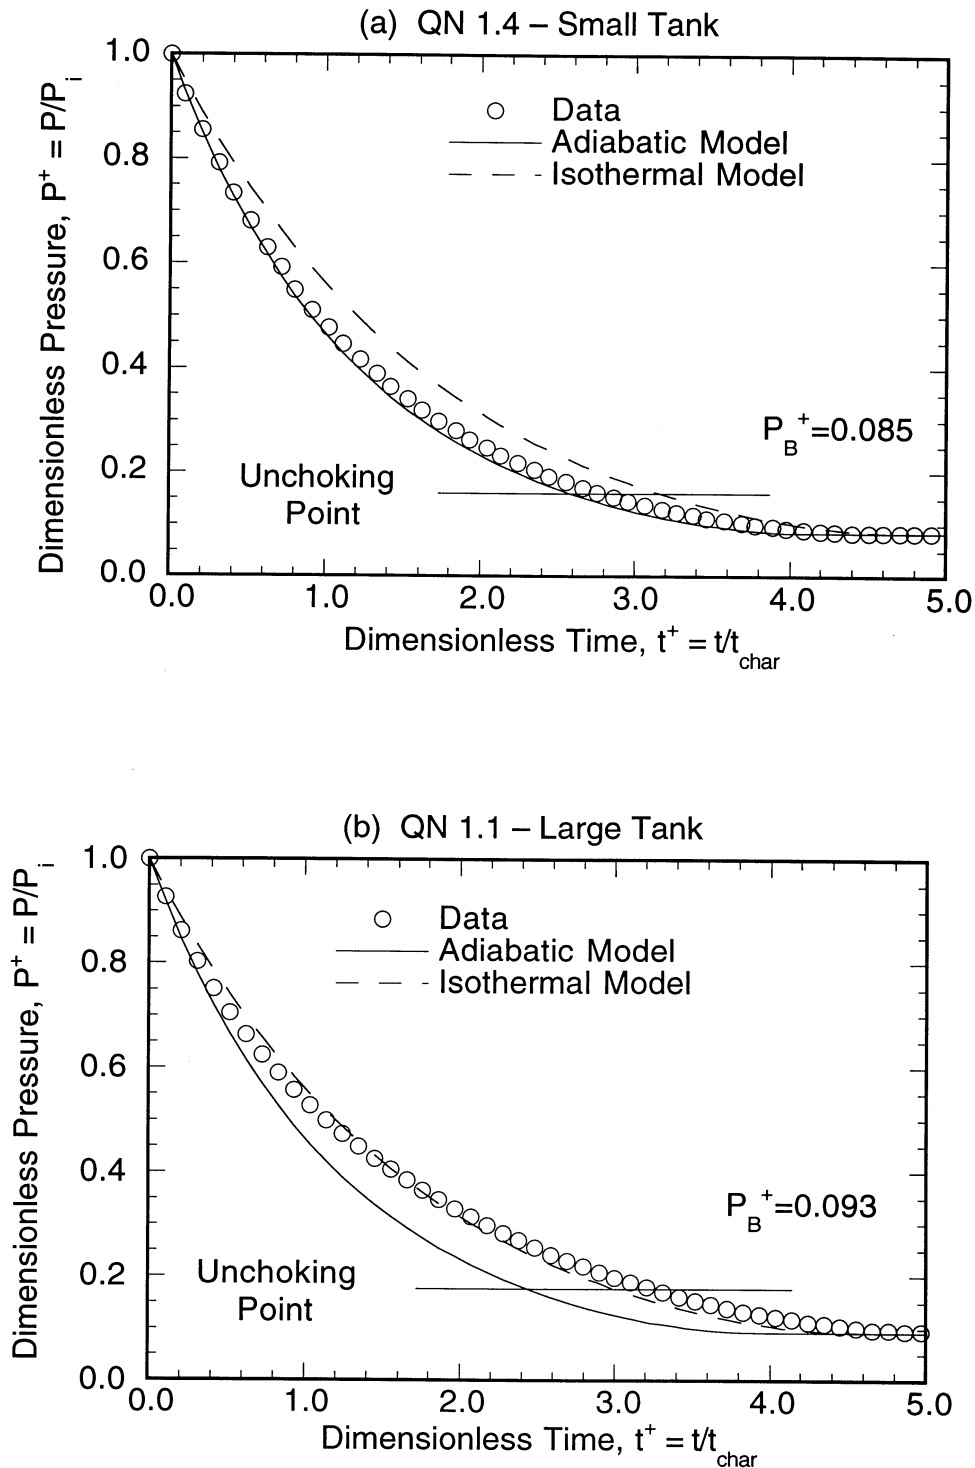 (a) QN 1.4 – Small Tank
1.0
0.8
0.6
0.4
0.2
0.0
Dimensionless Pressure, P⁺ = P/Pᵢ
Data
Adiabatic Model
Isothermal Model
P_B⁺=0.085
Unchoking
Point
0.0 1.0 2.0 3.0 4.0 5.0
Dimensionless Time, t⁺ = t/t_char
(b) QN 1.1 – Large Tank
1.0
0.8
0.6
0.4
0.2
0.0
Dimensionless Pressure, P⁺ = P/Pᵢ
Data
Adiabatic Model
Isothermal Model
P_B⁺=0.093
Unchoking
Point
0.0 1.0 2.0 3.0 4.0 5.0
Dimensionless Time, t⁺ = t/t_char